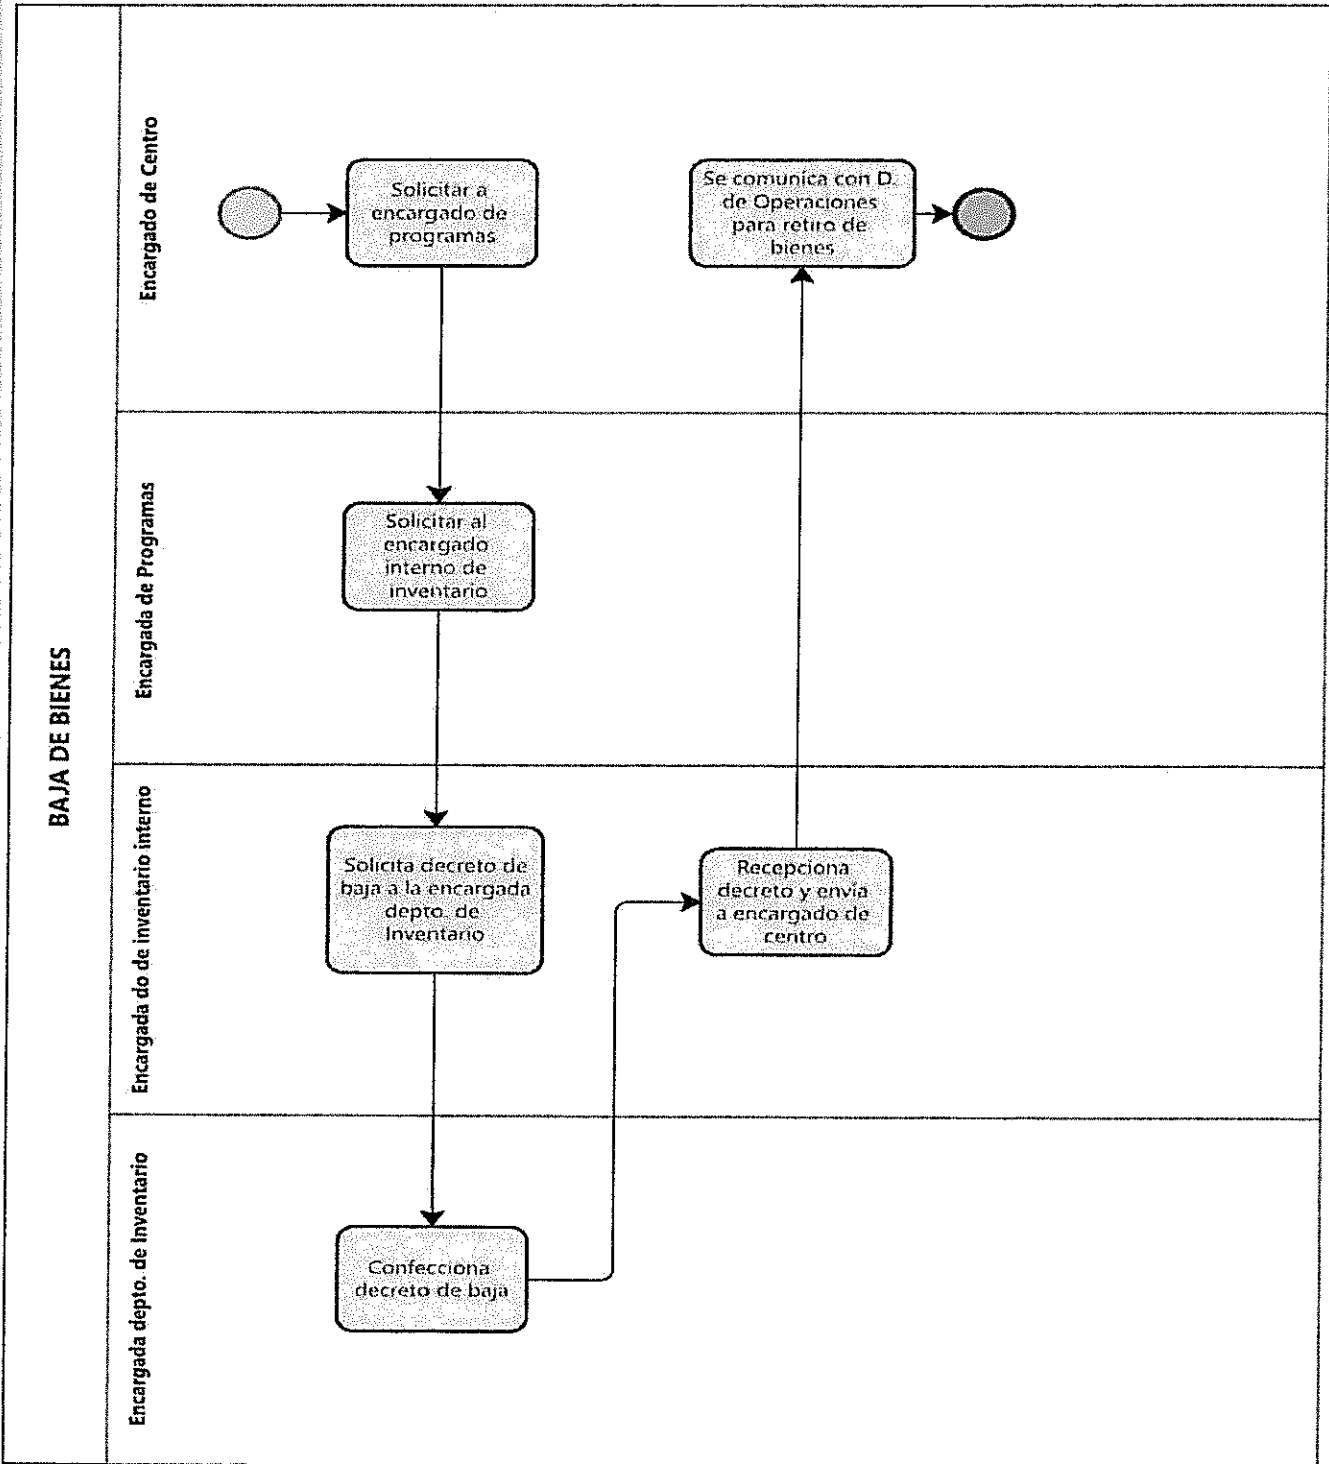 BAJA DE BIENES
Encargado de Centro
Solicitar a
encargado de
programas
Se comunica con D.
de Operaciones
para retiro de
bienes
Encargada de Programas
Solicitar al
encargado
interno de
inventario
Encargada do de inventario interno
Solicita decreto de
baja a la encargada
depto. de
Inventario
Recepciona
decreto y envía
a encargado de
centro
Encargada depto. de Inventario
Confecciona
decreto de baja